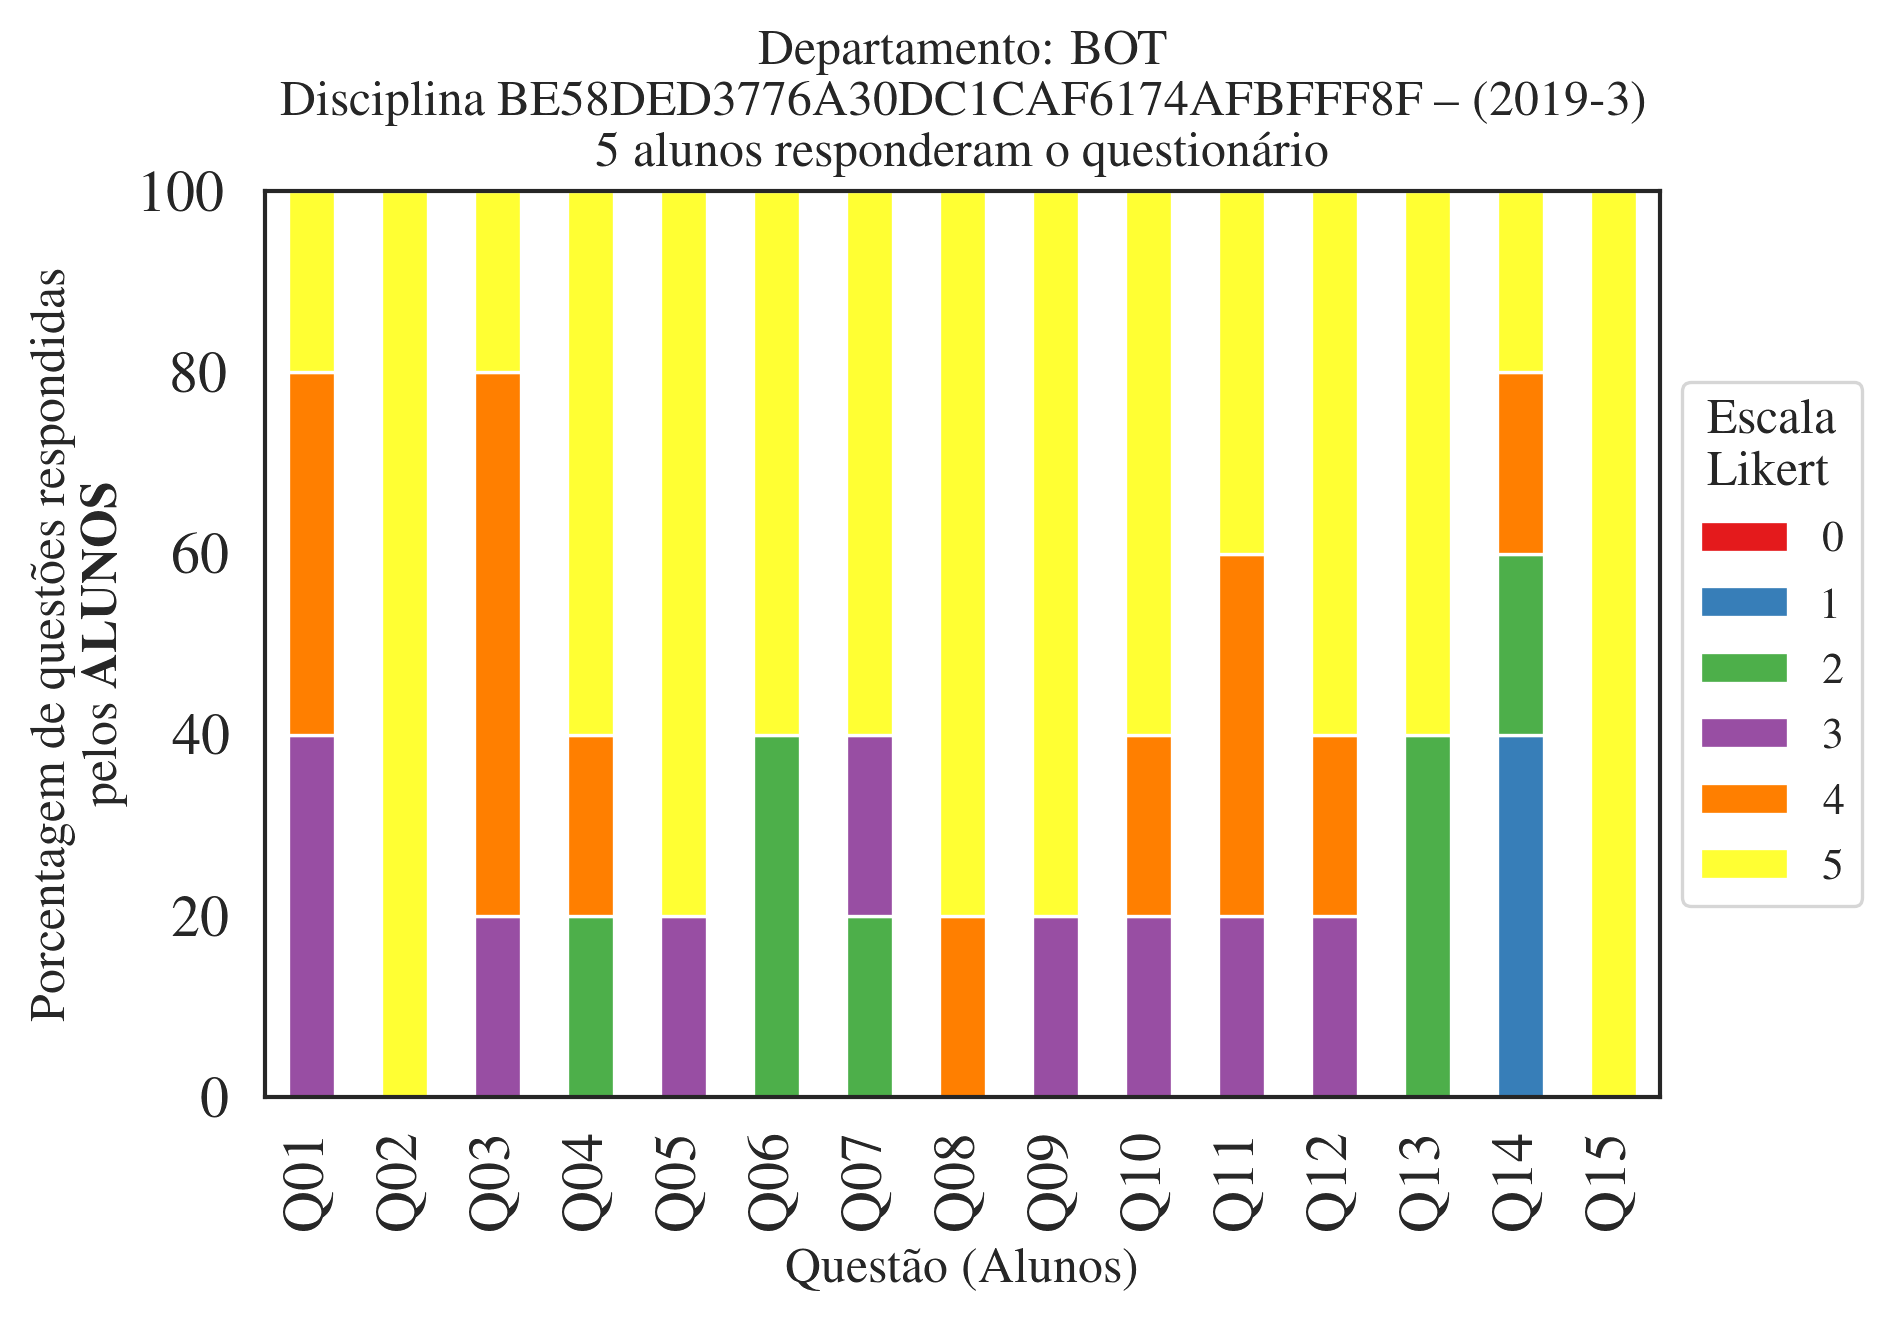 Departamento: BOT
Disciplina BE58DED3776A30DC1CAF6174AFBFFF8F – (2019-3)
5 alunos responderam o questionário
Porcentagem de questões respondidas
pelos ALUNOS
100
80
60
40
20
0
Q01
Q02
Q03
Q04
Q05
Q06
Q07
Q08
Q09
Q10
Q11
Q12
Q13
Q14
Q15
Questão (Alunos)
Escala
Likert
0
1
2
3
4
5